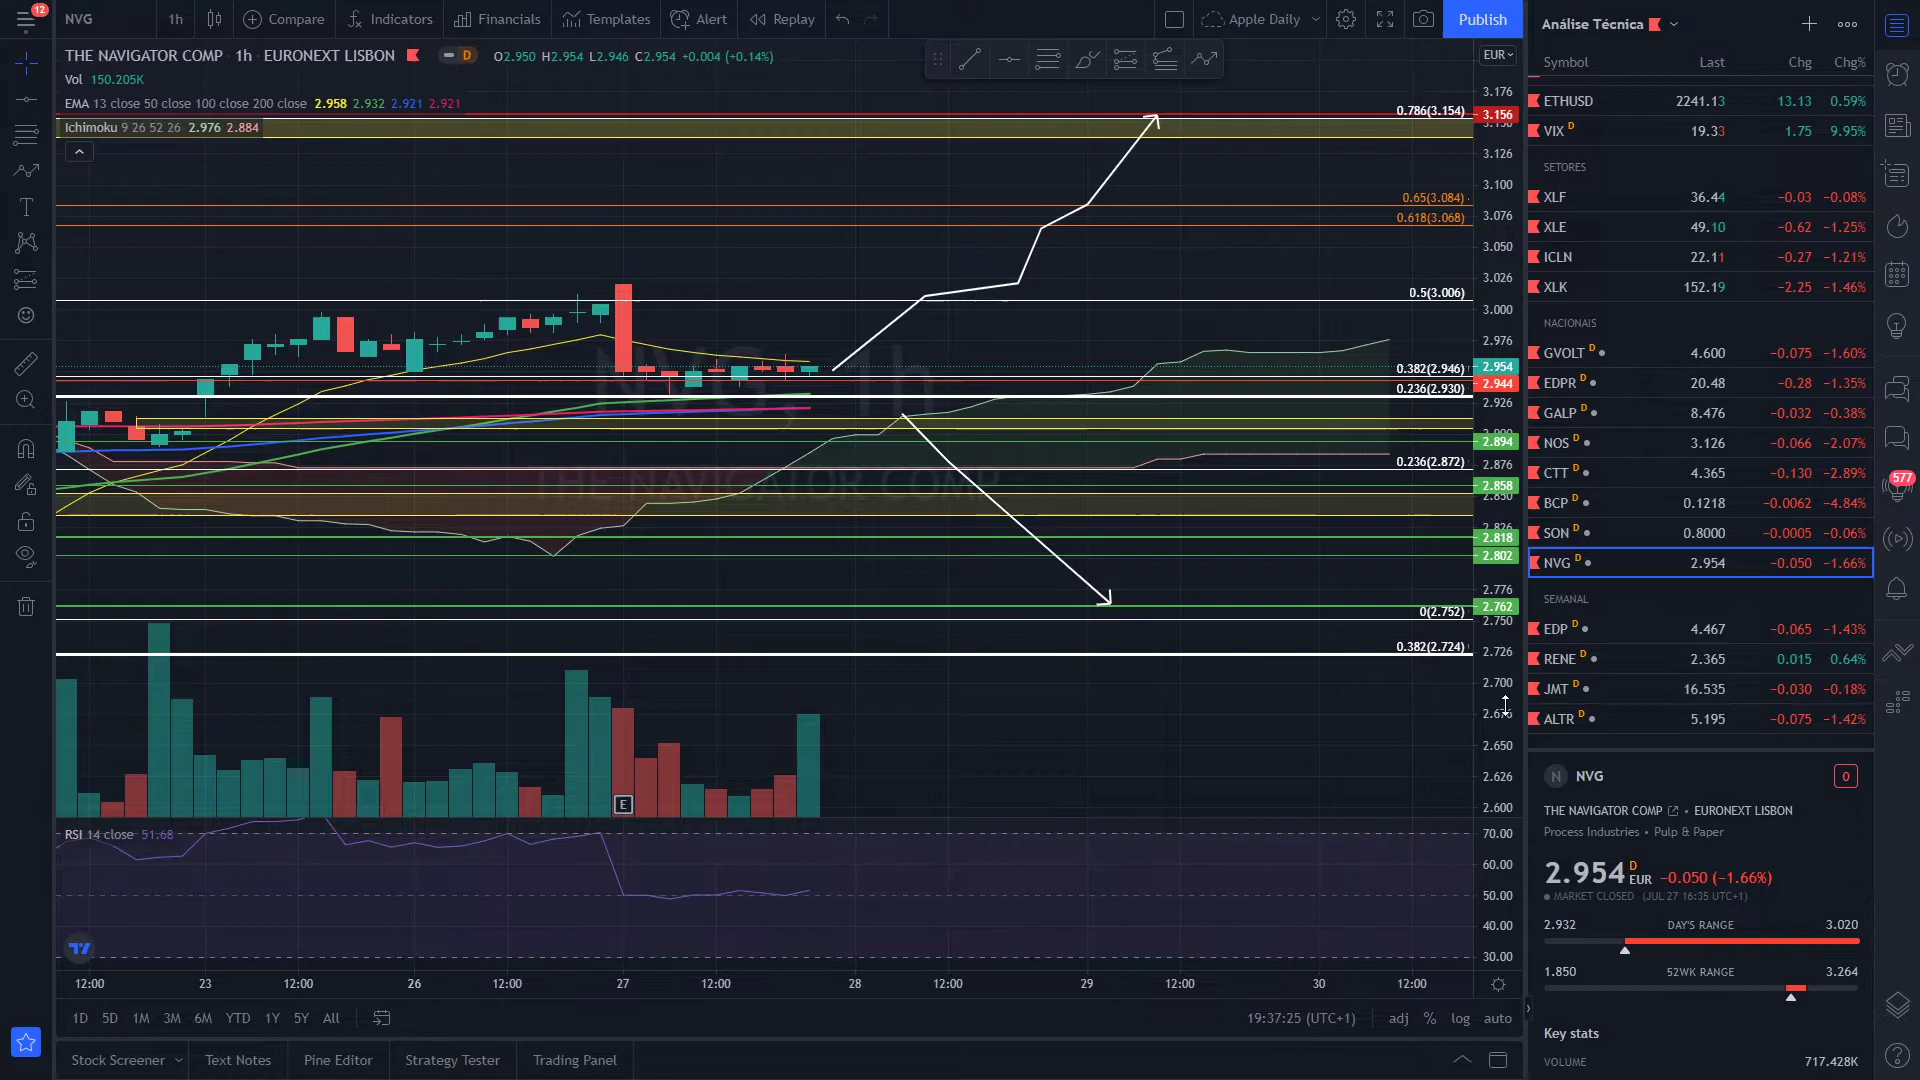 12
NVG 1h Compare Indicators Financials Templates Alert Replay Apple Daily Publish
THE NAVIGATOR COMP · 1h · EURONEXT LISBON D O2.950 H2.954 L2.946 C2.954 +0.004 (+0.14%)
Vol 150.205K
EMA 13 close 50 close 100 close 200 close 2.958 2.932 2.921 2.921
Ichimoku 9 26 52 26 2.976 2.884
NVG, 1h
THE NAVIGATOR COMP
0.786(3.154)
0.65(3.084)
0.618(3.068)
0.5(3.006)
0.382(2.946)
0.236(2.930)
0.236(2.872)
0(2.752)
0.382(2.724)
EUR
3.176
3.156
3.126
3.100
3.076
3.050
3.026
3.000
2.976
2.954
2.944
2.926
2.894
2.876
2.858
2.850
2.826
2.818
2.802
2.776
2.762
2.750
2.726
2.700
2.676
2.650
2.626
2.600
E
RSI 14 close 51.68
70.00
60.00
50.00
40.00
30.00
12:00 23 12:00 26 12:00 27 12:00 28 12:00 29 12:00 30 12:00
1D 5D 1M 3M 6M YTD 1Y 5Y All 19:37:25 (UTC+1) adj % log auto
Stock Screener Text Notes Pine Editor Strategy Tester Trading Panel
Análise Técnica
Symbol Last Chg Chg%
ETHUSD 2241.13 13.13 0.59%
VIX D 19.33 1.75 9.95%
SETORES
XLF 36.44 −0.03 −0.08%
XLE 49.10 −0.62 −1.25%
ICLN 22.11 −0.27 −1.21%
XLK 152.19 −2.25 −1.46%
NACIONAIS
GVOLT D 4.600 −0.075 −1.60%
EDPR D 20.48 −0.28 −1.35%
GALP D 8.476 −0.032 −0.38%
NOS D 3.126 −0.066 −2.07%
CTT D 4.365 −0.130 −2.89%
BCP D 0.1218 −0.0062 −4.84%
SON D 0.8000 −0.0005 −0.06%
NVG D 2.954 −0.050 −1.66%
SEMANAL
EDP D 4.467 −0.065 −1.43%
RENE D 2.365 0.015 0.64%
JMT D 16.535 −0.030 −0.18%
ALTR D 5.195 −0.075 −1.42%
N NVG 0
THE NAVIGATOR COMP • EURONEXT LISBON
Process Industries • Pulp & Paper
2.954 D EUR −0.050 (−1.66%)
MARKET CLOSED (JUL 27 16:35 UTC+1)
2.932 DAY'S RANGE 3.020
1.850 52WK RANGE 3.264
Key stats
VOLUME 717.428K
577